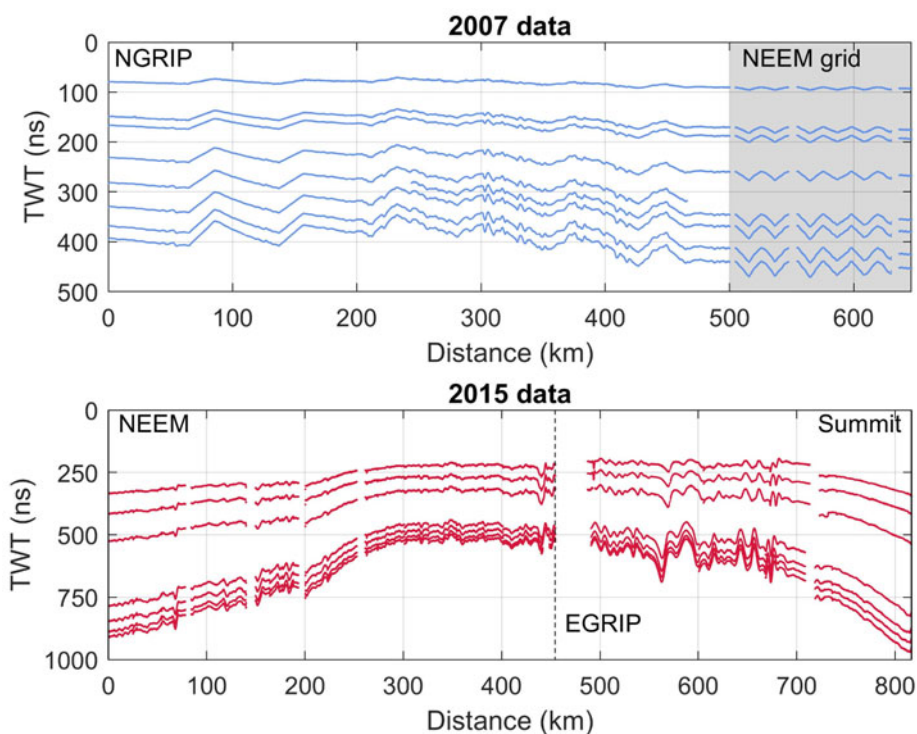 2007 data
NGRIP
NEEM grid
0
100
200
300
400
500
TWT (ns)
0
100
200
300
400
500
600
Distance (km)
2015 data
NEEM
Summit
0
250
500
750
1000
TWT (ns)
EGRIP
0
100
200
300
400
500
600
700
800
Distance (km)